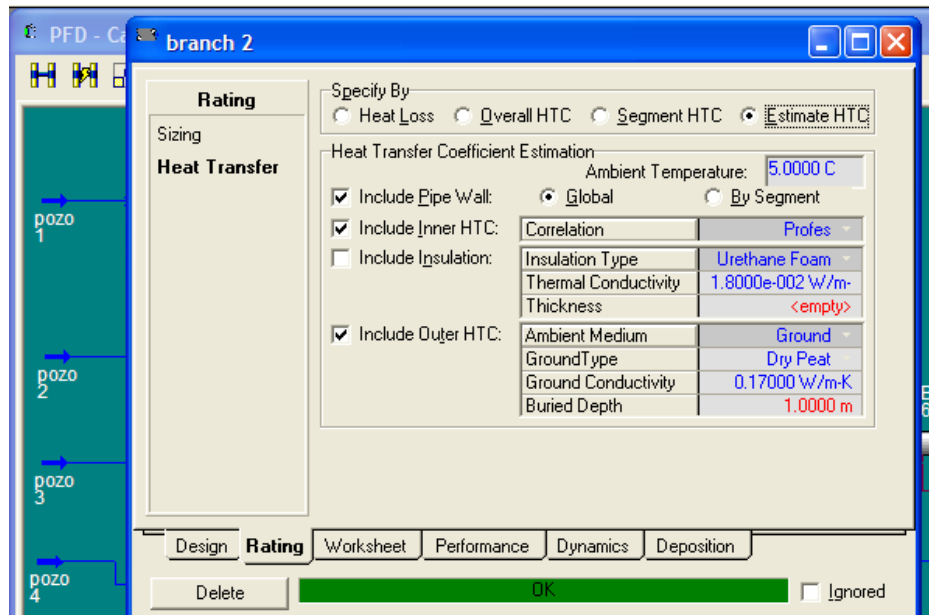 PFD - Ca
branch 2
Rating
Sizing
Heat Transfer
Specify By
Heat Loss Overall HTC Segment HTC Estimate HTC
Heat Transfer Coefficient Estimation
Ambient Temperature: 5.0000 C
Include Pipe Wall: Global By Segment
Include Inner HTC: Correlation Profes
Include Insulation: Insulation Type Urethane Foam
Thermal Conductivity 1.8000e-002 W/m-
Thickness <empty>
Include Outer HTC: Ambient Medium Ground
GroundType Dry Peat
Ground Conductivity 0.17000 W/m-K
Buried Depth 1.0000 m
pozo
1
pozo
2
pozo
3
pozo
4
Design Rating Worksheet Performance Dynamics Deposition
Delete OK Ignored